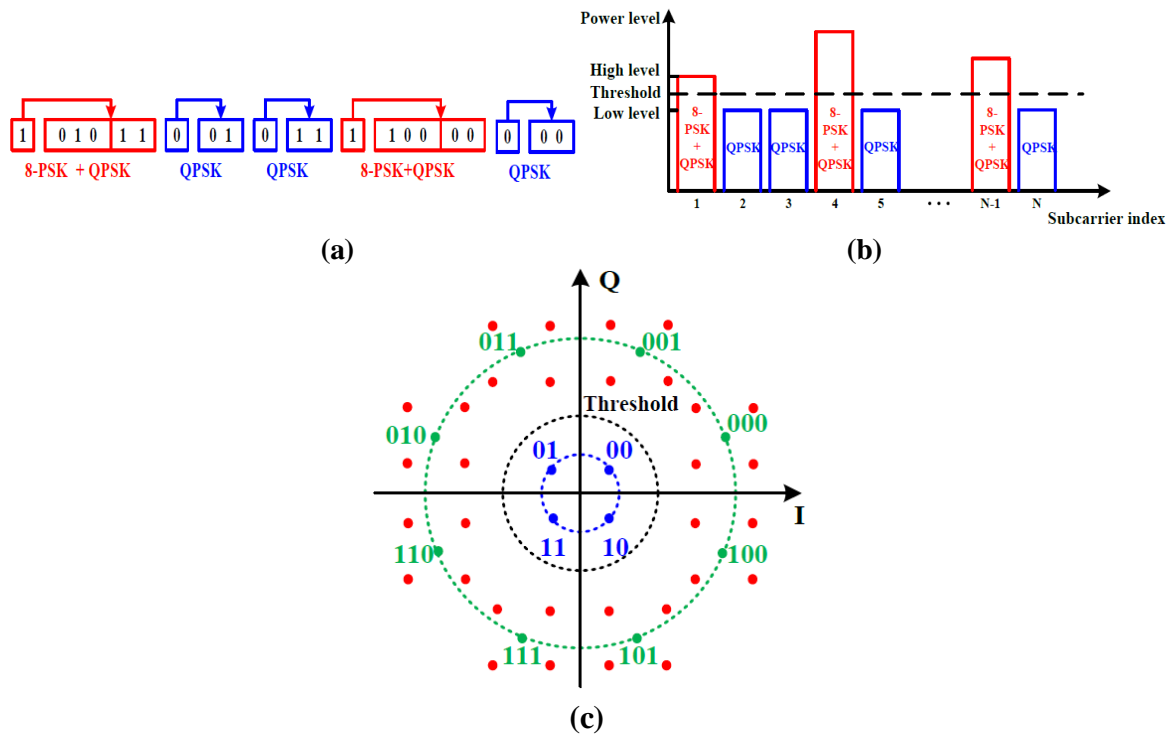 1 0 1 0 1 1 0 0 1 0 1 1 1 1 0 0 0 0 0 0 0
8-PSK + QPSK QPSK QPSK 8-PSK+QPSK QPSK
(a)
Power level
High level
Threshold
Low level
8-PSK + QPSK
QPSK
QPSK
8-PSK + QPSK
QPSK
8-PSK + QPSK
QPSK
1 2 3 4 5 · · · N-1 N
Subcarrier index
(b)
Q
011 001
Threshold
010 000
01 00
I
11 10
110 100
111 101
(c)